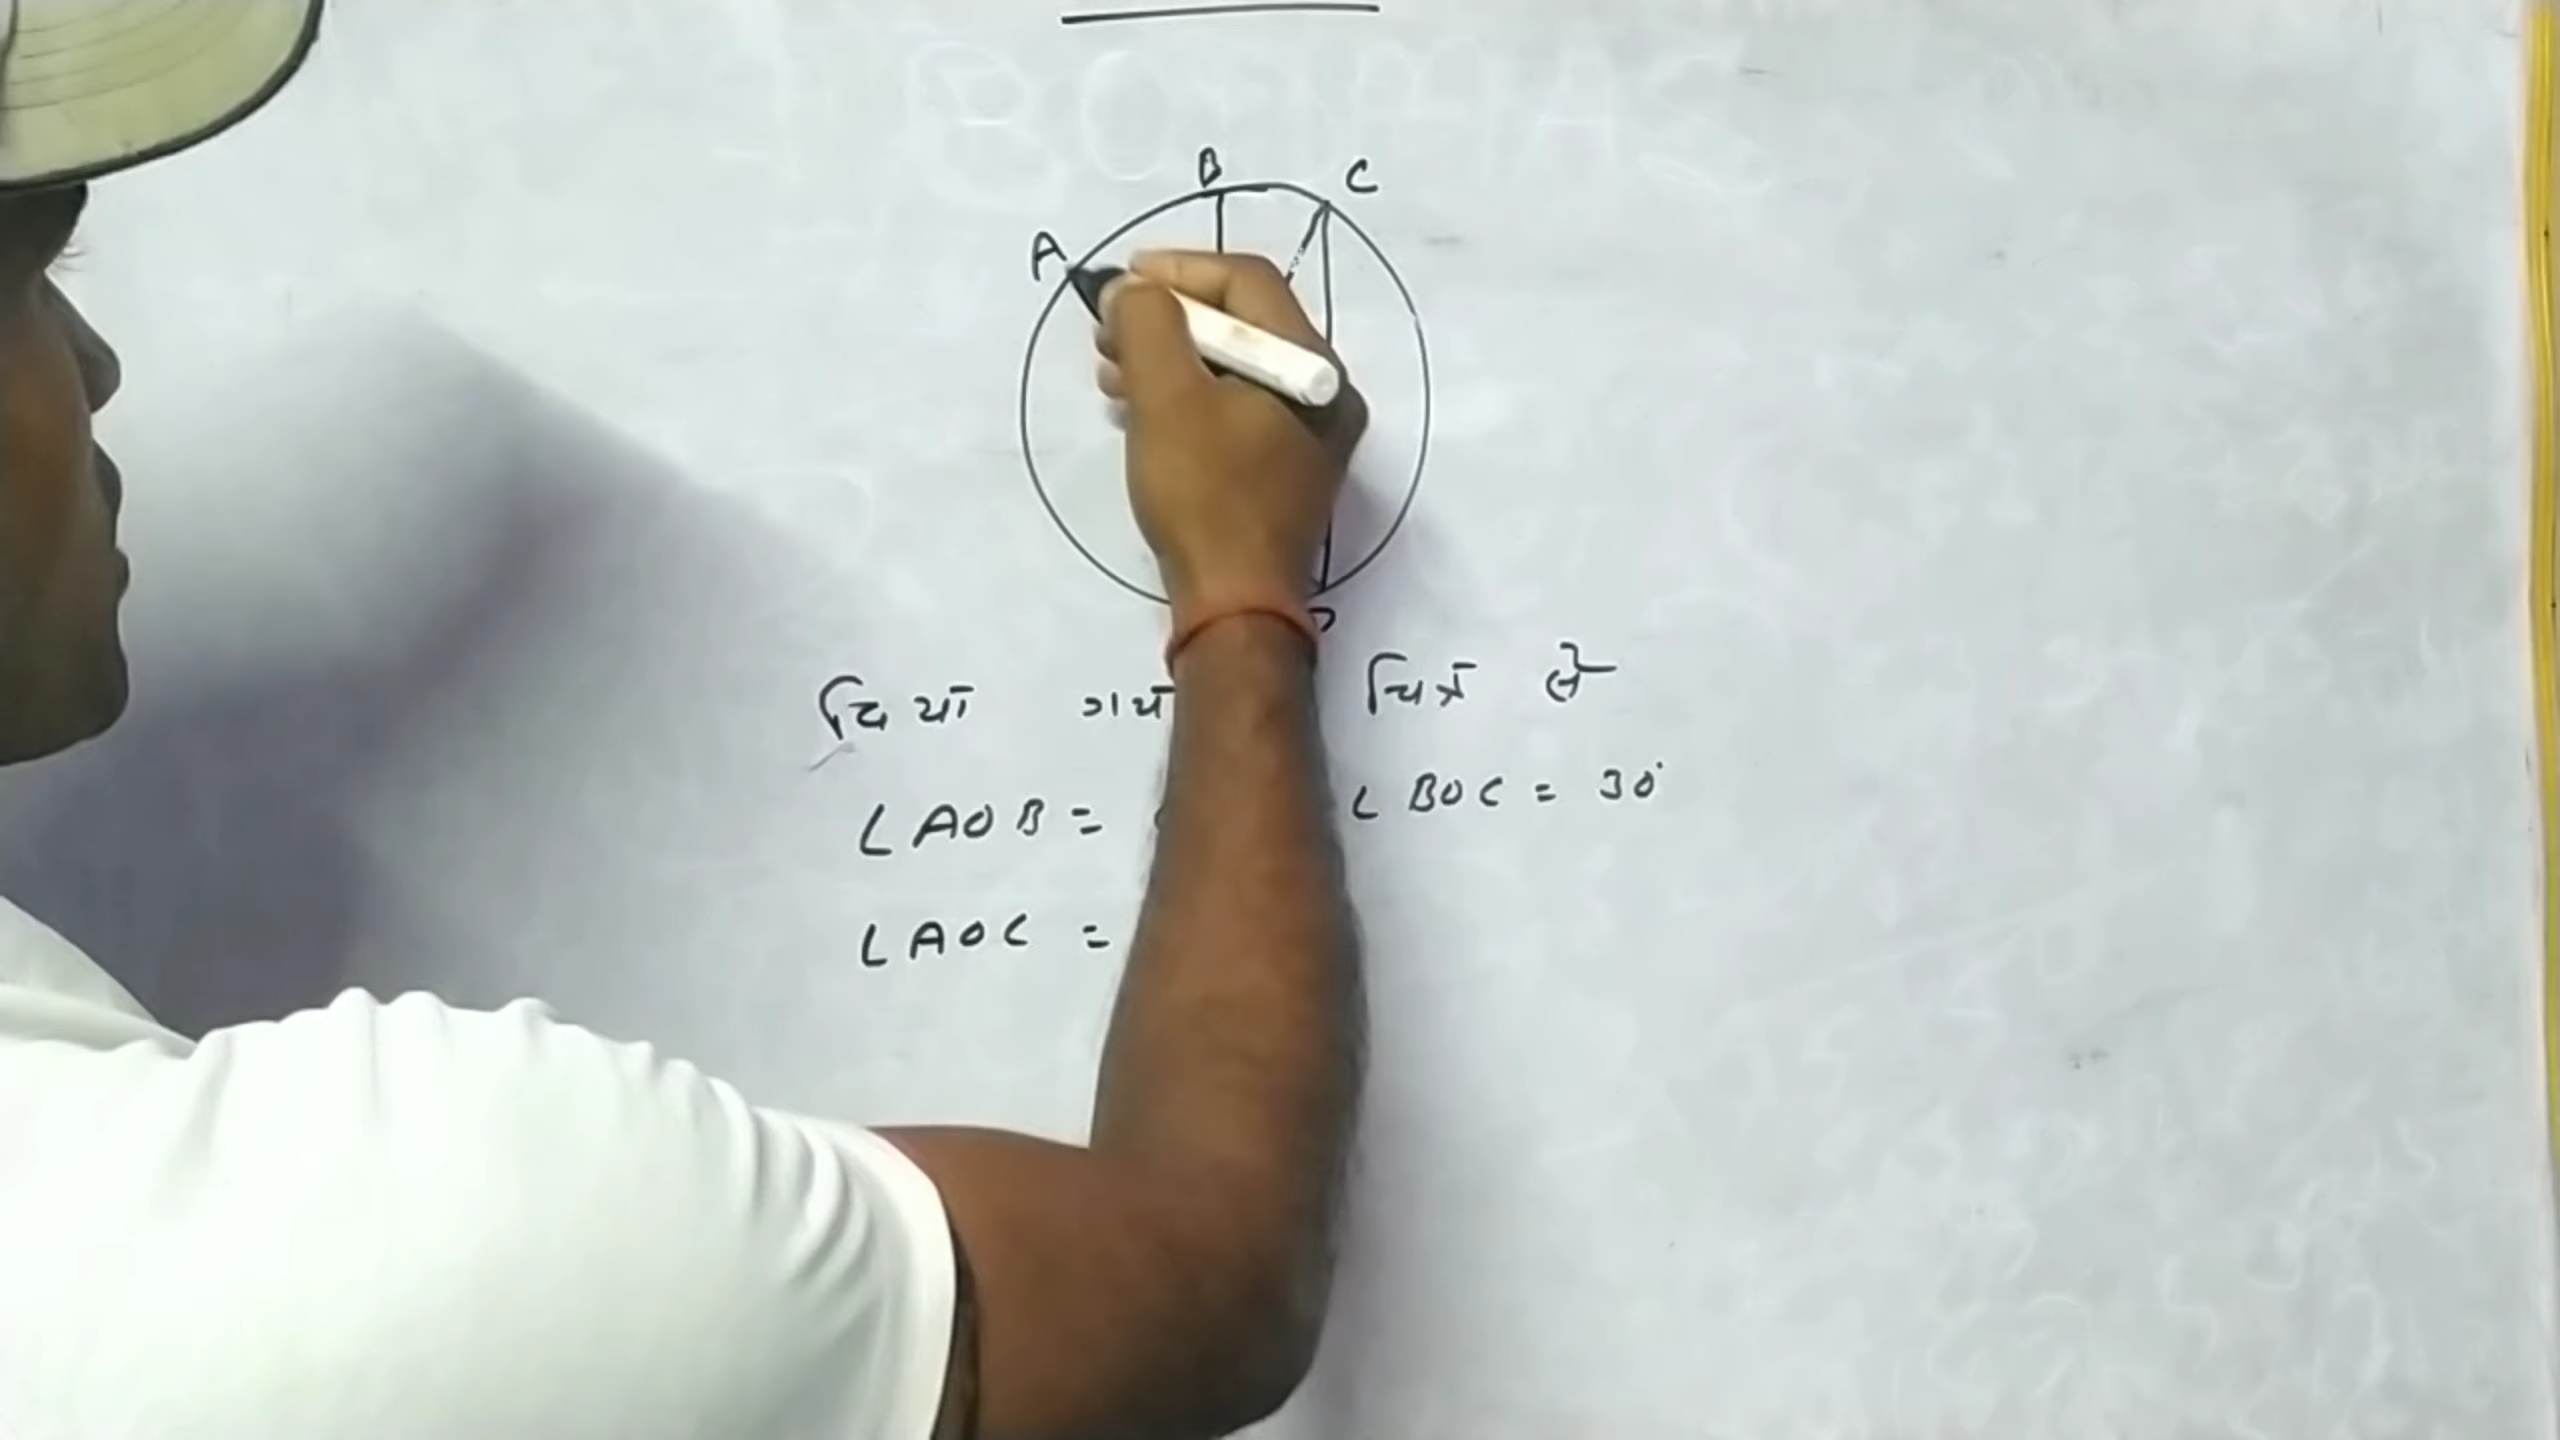 B C
A
D
दिया गया चित्र से
∠AOB = ∠BOC = 30°
∠AOC =